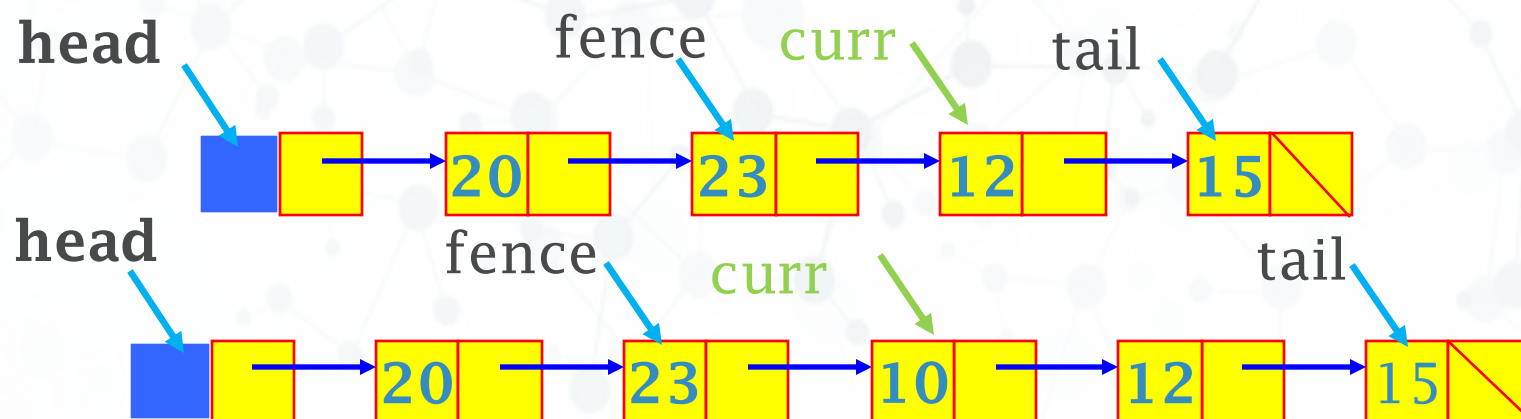 head fence curr tail
20 23 12 15
head fence curr tail
20 23 10 12 15